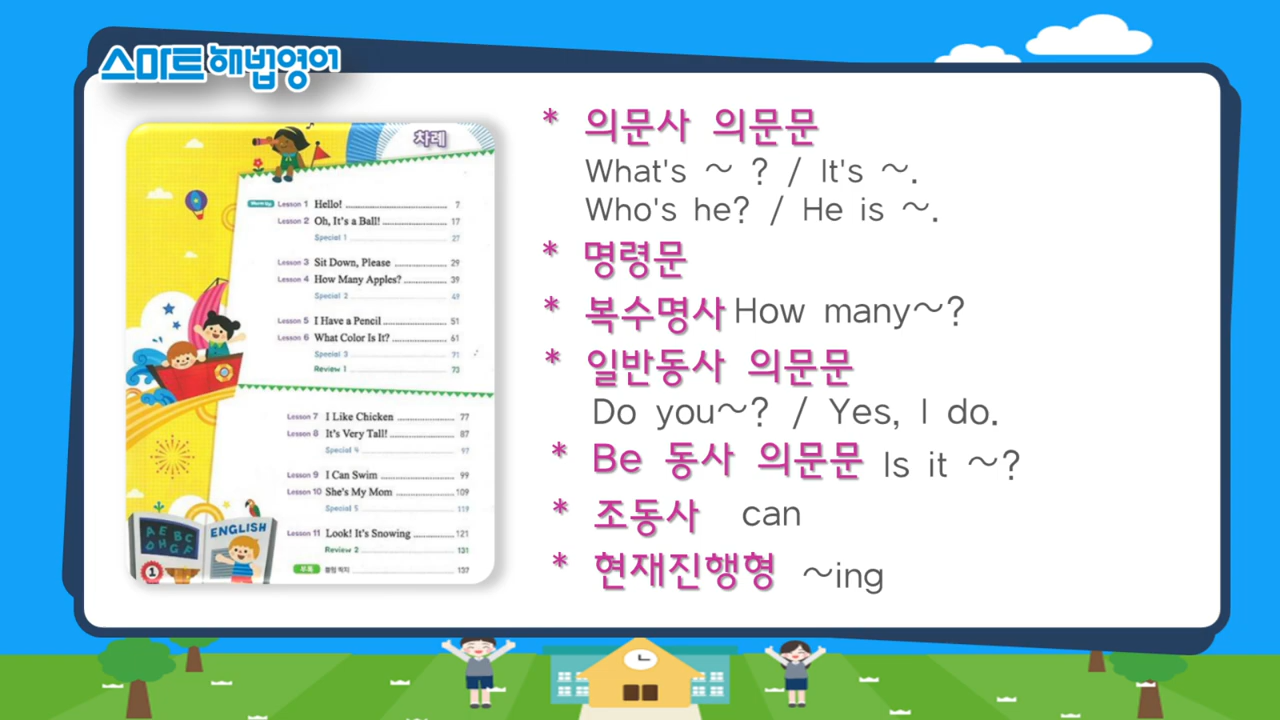 스마트 해법영어
차례
Lesson 1 Hello! 7
Lesson 2 Oh, It's a Ball! 17
Special 1 27
Lesson 3 Sit Down, Please 29
Lesson 4 How Many Apples? 39
Special 2 49
Lesson 5 I Have a Pencil 51
Lesson 6 What Color Is It? 61
Special 3 71
Review 1 73
Lesson 7 I Like Chicken 77
Lesson 8 It's Very Tall! 87
Special 4 97
Lesson 9 I Can Swim 99
Lesson 10 She's My Mom 109
Special 5 119
Lesson 11 Look! It's Snowing 121
Review 2 131
부록 137
ENGLISH
1
* 의문사 의문문
What's ~ ? / It's ~.
Who's he? / He is ~.
* 명령문
* 복수명사 How many~?
* 일반동사 의문문
Do you~? / Yes, I do.
* Be 동사 의문문 Is it ~?
* 조동사 can
* 현재진행형 ~ing